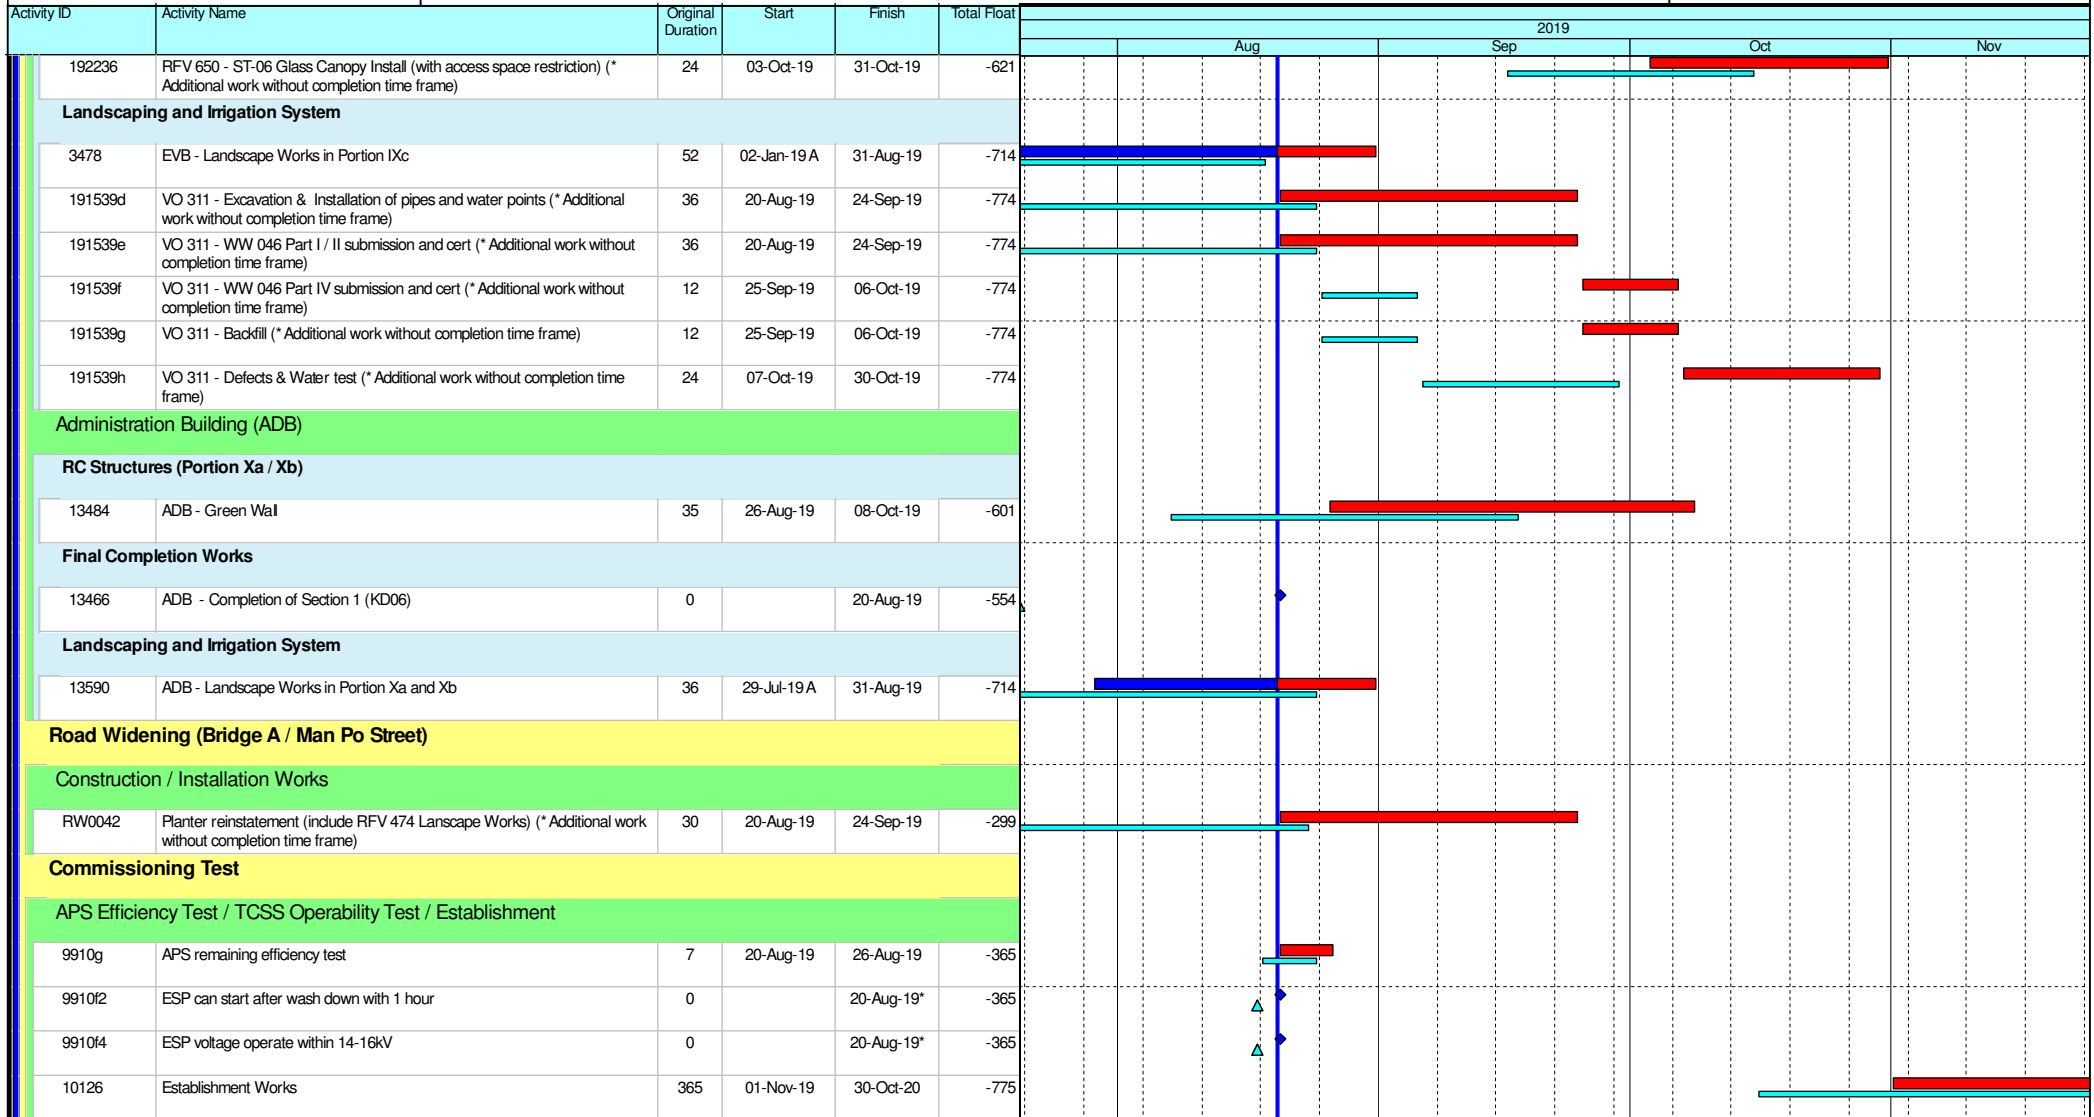 Activity ID Activity Name Original Start Finish Total Float
Duration
2019
Aug Sep Oct Nov
192236 RFV 650 - ST-06 Glass Canopy Install (with access space restriction) (* 24 03-Oct-19 31-Oct-19 -621
Additional work without completion time frame)
Landscaping and Irrigation System
3478 EVB - Landscape Works in Portion IXc 52 02-Jan-19 A 31-Aug-19 -714
191539d VO 311 - Excavation & Installation of pipes and water points (* Additional 36 20-Aug-19 24-Sep-19 -774
work without completion time frame)
191539e VO 311 - WW 046 Part I / II submission and cert (* Additional work without 36 20-Aug-19 24-Sep-19 -774
completion time frame)
191539f VO 311 - WW 046 Part IV submission and cert (* Additional work without 12 25-Sep-19 06-Oct-19 -774
completion time frame)
191539g VO 311 - Backfill (* Additional work without completion time frame) 12 25-Sep-19 06-Oct-19 -774
191539h VO 311 - Defects & Water test (* Additional work without completion time 24 07-Oct-19 30-Oct-19 -774
frame)
Administration Building (ADB)
RC Structures (Portion Xa / Xb)
13484 ADB - Green Wall 35 26-Aug-19 08-Oct-19 -601
Final Completion Works
13466 ADB - Completion of Section 1 (KD06) 0 20-Aug-19 -554
Landscaping and Irrigation System
13590 ADB - Landscape Works in Portion Xa and Xb 36 29-Jul-19 A 31-Aug-19 -714
Road Widening (Bridge A / Man Po Street)
Construction / Installation Works
RW0042 Planter reinstatement (include RFV 474 Lanscape Works) (* Additional work 30 20-Aug-19 24-Sep-19 -299
without completion time frame)
Commissioning Test
APS Efficiency Test / TCSS Operability Test / Establishment
9910g APS remaining efficiency test 7 20-Aug-19 26-Aug-19 -365
9910f2 ESP can start after wash down with 1 hour 0 20-Aug-19* -365
9910f4 ESP voltage operate within 14-16kV 0 20-Aug-19* -365
10126 Establishment Works 365 01-Nov-19 30-Oct-20 -775